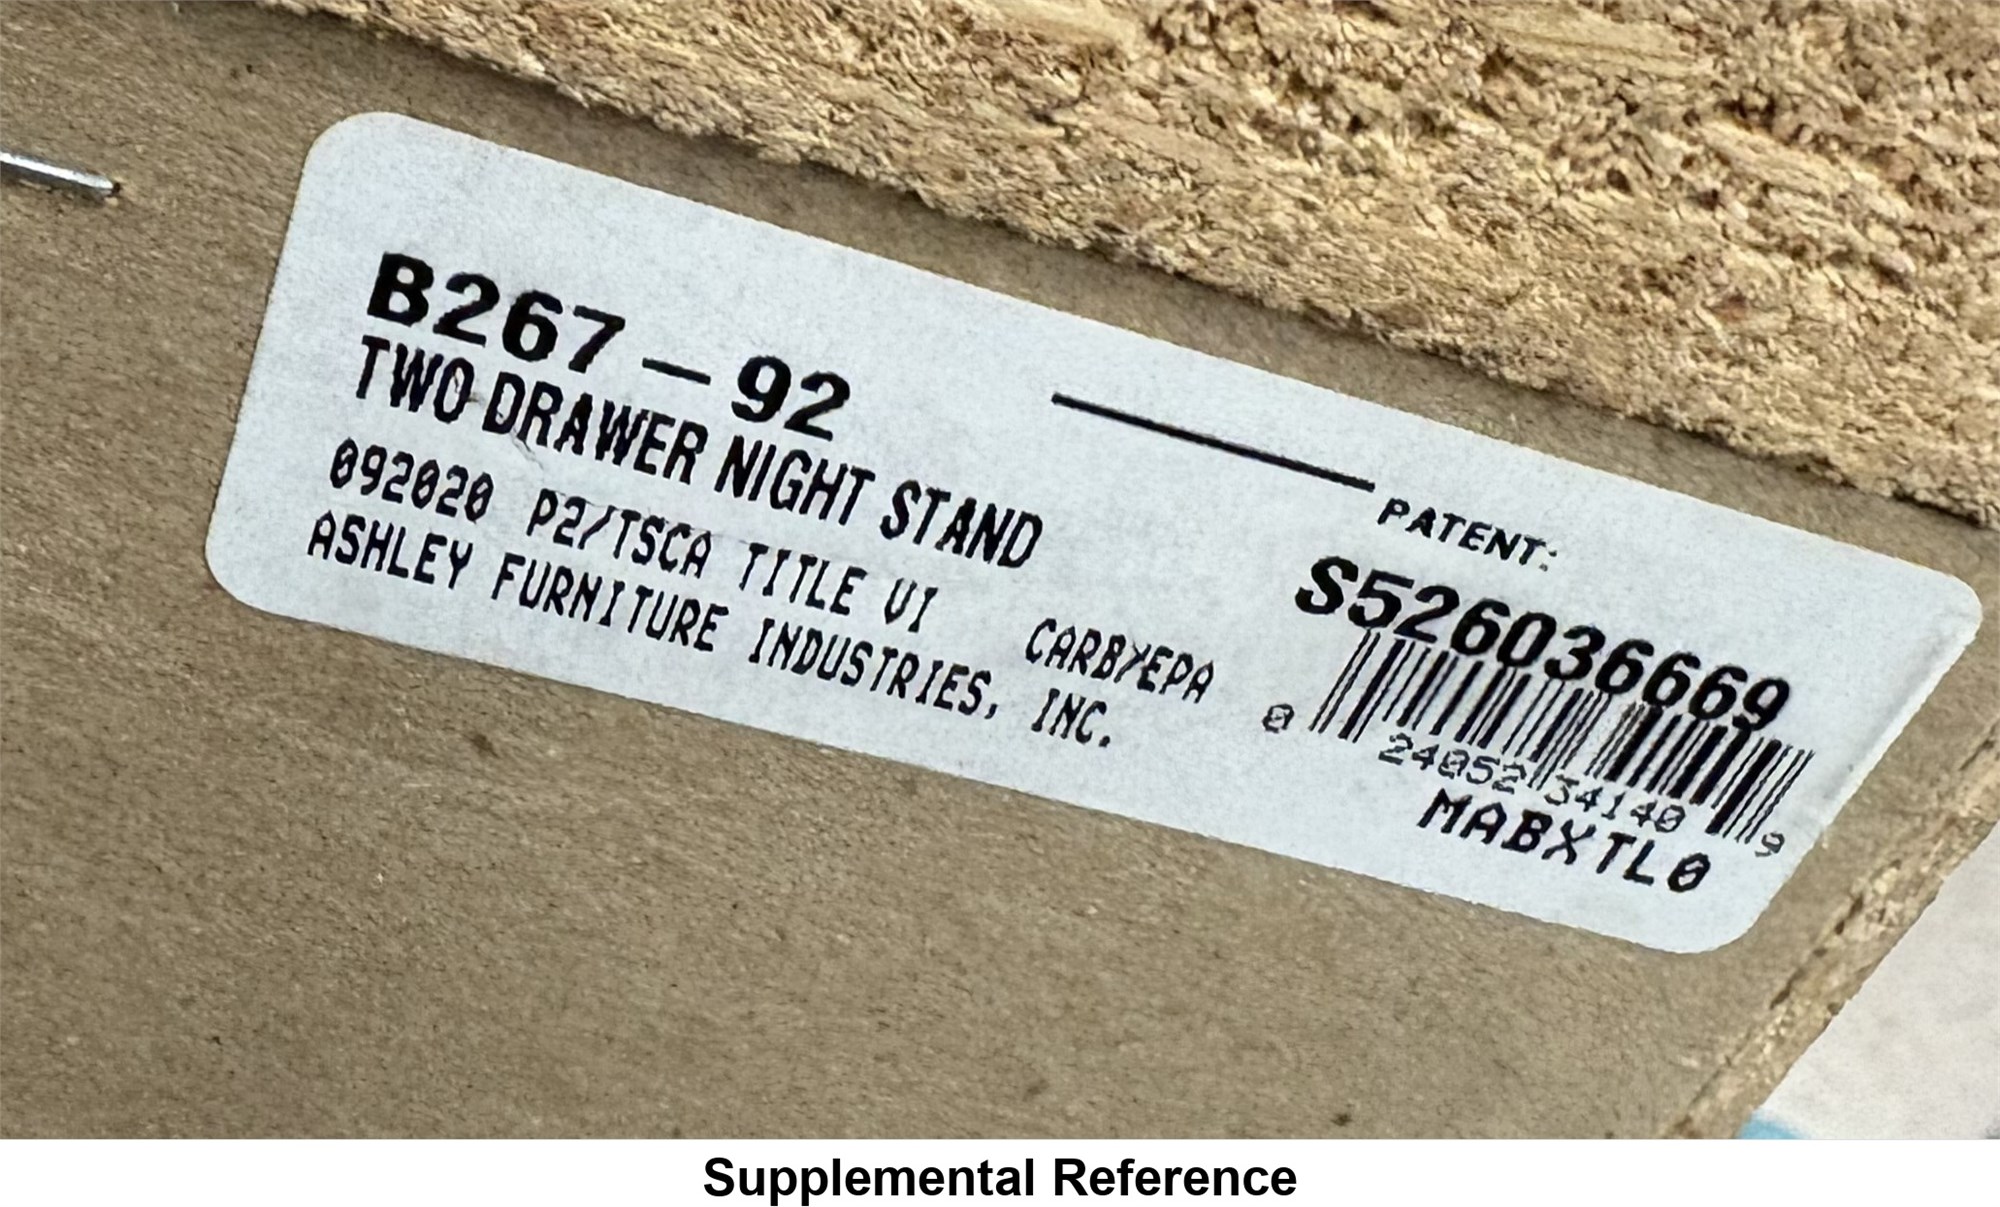 B267-92
TWO DRAWER NIGHT STAND
092020 P2/TSCA TITLE VI CARB/EPA
ASHLEY FURNITURE INDUSTRIES, INC.
PATENT:
S526036669
0 24052 34140 9
MABXTL0
Supplemental Reference